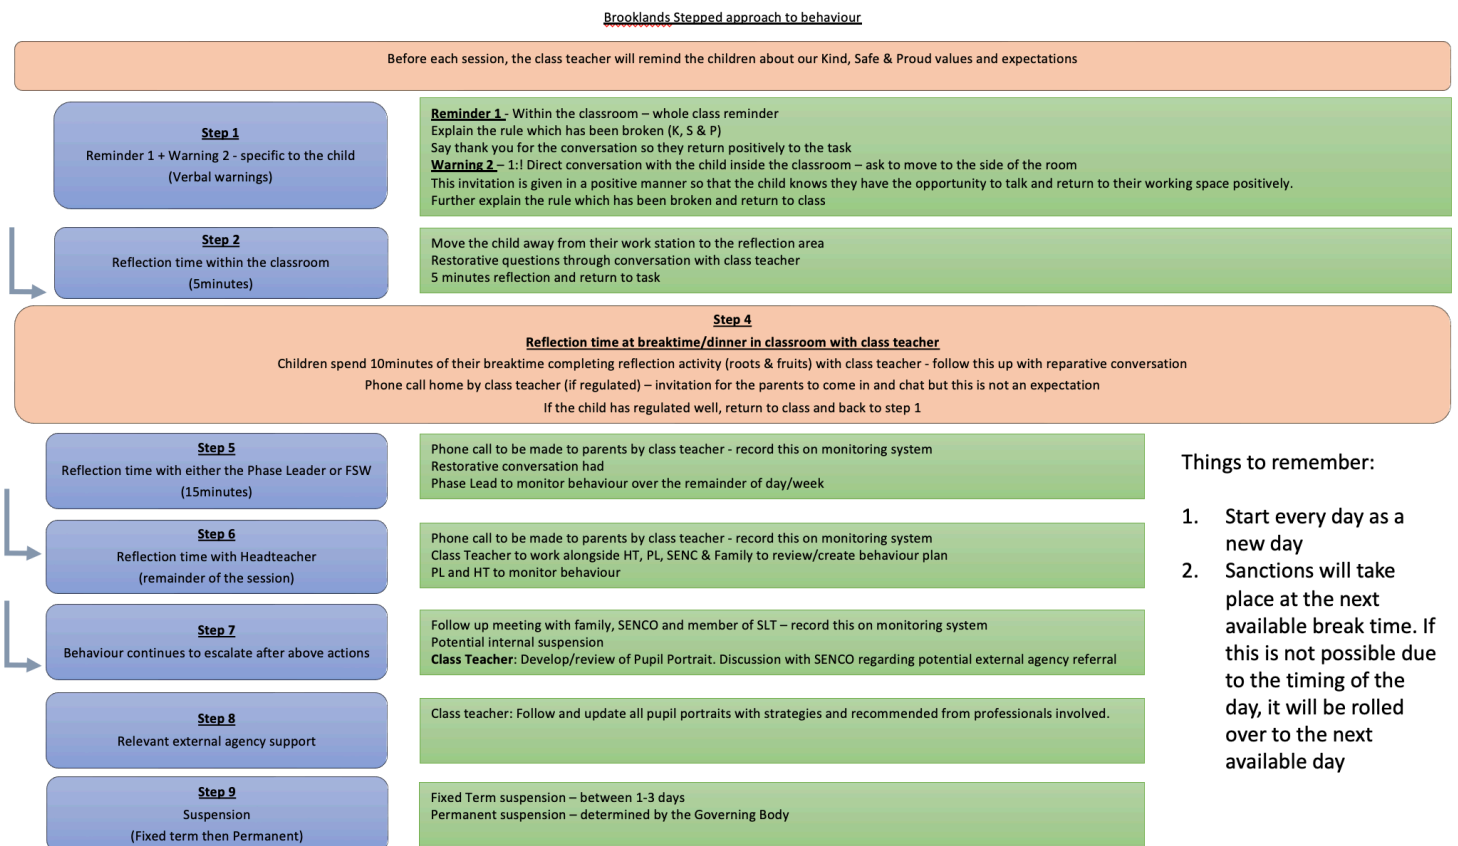 Brooklands Stepped approach to behaviour
Before each session, the class teacher will remind the children about our Kind, Safe & Proud values and expectations
Step 1
Reminder 1 + Warning 2 - specific to the child
(Verbal warnings)
Reminder 1 - Within the classroom – whole class reminder
Explain the rule which has been broken (K, S & P)
Say thank you for the conversation so they return positively to the task
Warning 2 – 1:! Direct conversation with the child inside the classroom – ask to move to the side of the room
This invitation is given in a positive manner so that the child knows they have the opportunity to talk and return to their working space positively.
Further explain the rule which has been broken and return to class
Step 2
Reflection time within the classroom
(5minutes)
Move the child away from their work station to the reflection area
Restorative questions through conversation with class teacher
5 minutes reflection and return to task
Step 4
Reflection time at breaktime/dinner in classroom with class teacher
Children spend 10minutes of their breaktime completing reflection activity (roots & fruits) with class teacher - follow this up with reparative conversation
Phone call home by class teacher (if regulated) – invitation for the parents to come in and chat but this is not an expectation
If the child has regulated well, return to class and back to step 1
Step 5
Reflection time with either the Phase Leader or FSW
(15minutes)
Phone call to be made to parents by class teacher - record this on monitoring system
Restorative conversation had
Phase Lead to monitor behaviour over the remainder of day/week
Step 6
Reflection time with Headteacher
(remainder of the session)
Phone call to be made to parents by class teacher - record this on monitoring system
Class Teacher to work alongside HT, PL, SENC & Family to review/create behaviour plan
PL and HT to monitor behaviour
Step 7
Behaviour continues to escalate after above actions
Follow up meeting with family, SENCO and member of SLT – record this on monitoring system
Potential internal suspension
Class Teacher: Develop/review of Pupil Portrait. Discussion with SENCO regarding potential external agency referral
Step 8
Relevant external agency support
Class teacher: Follow and update all pupil portraits with strategies and recommended from professionals involved.
Step 9
Suspension
(Fixed term then Permanent)
Fixed Term suspension – between 1-3 days
Permanent suspension – determined by the Governing Body
Things to remember:
1. Start every day as a
new day
2. Sanctions will take
place at the next
available break time. If
this is not possible due
to the timing of the
day, it will be rolled
over to the next
available day